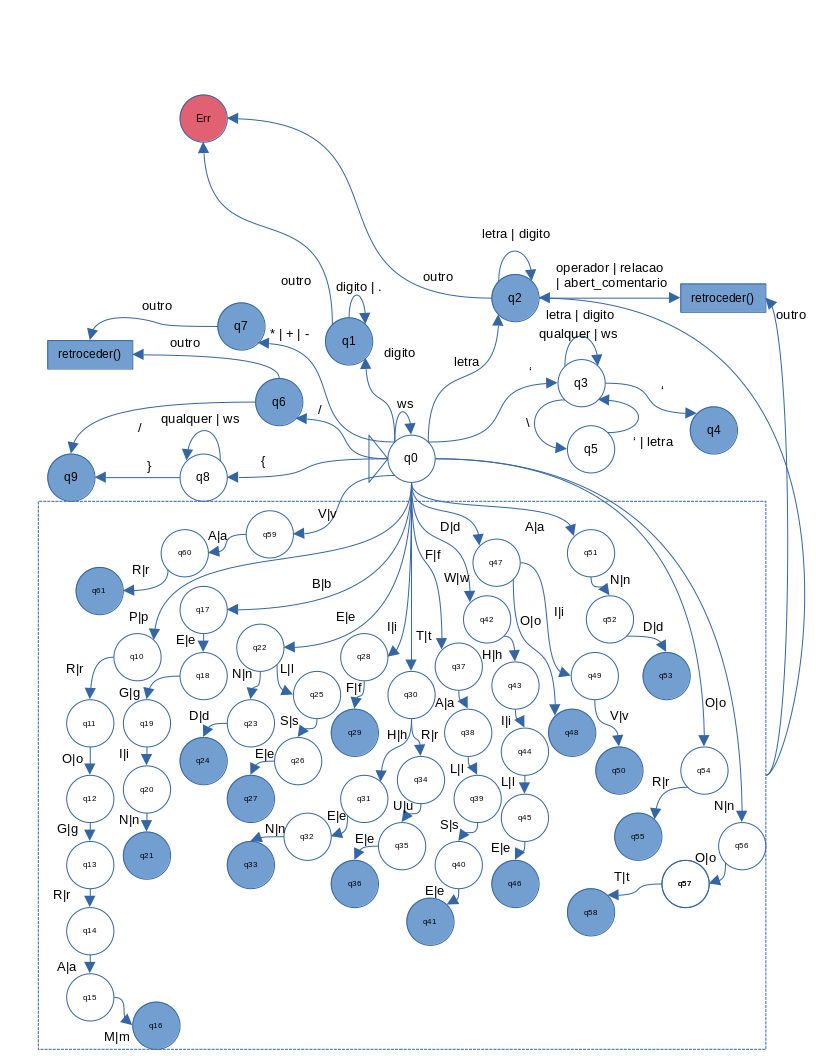 Err
letra | digito
outro
outro
operador | relacao
| abert_comentario
q2
retroceder()
digito | .
outro
letra | digito
outro
q7
* | + | -
q1
qualquer | ws
outro
retroceder()
digito
letra
‘
q3
‘
q6
/
ws
q4
/
qualquer | ws
\
‘ | letra
q5
q0
}
{
q9
q8
V|v
A|a
q59
D|d
A|a
q60
F|f
q51
R|r
q47
W|w
N|n
q61
B|b
P|p
q17
E|e
I|i
I|i
q42
O|o
q52
D|d
T|t
E|e
q10
q22
q28
H|h
R|r
L|l
q37
N|n
q18
F|f
q49
q53
G|g
q25
q30
A|a
q43
O|o
q11
q19
D|d
q23
S|s
q29
H|h
R|r
q38
I|i
q48
V|v
O|o
I|i
q24
E|e
q26
q34
L|l
q44
q50
q54
q12
q20
q27
q31
U|u
q39
L|l
R|r
N|n
G|g
N|n
N|n
E|e
S|s
q45
q55
q32
E|e
q35
E|e
q56
q13
q21
q33
q40
O|o
R|r
q36
E|e
q46
T|t
q57
q41
q58
q14
A|a
q15
M|m
q16